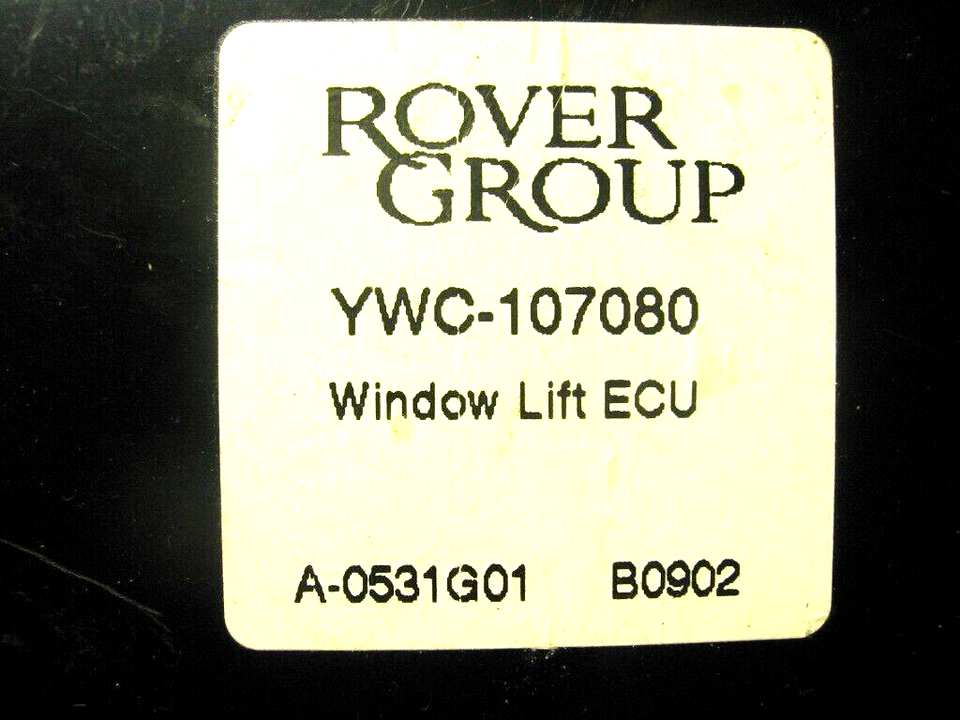 ROVER
GROUP
YWC-107080
Window Lift ECU
A-0531G01 B0902